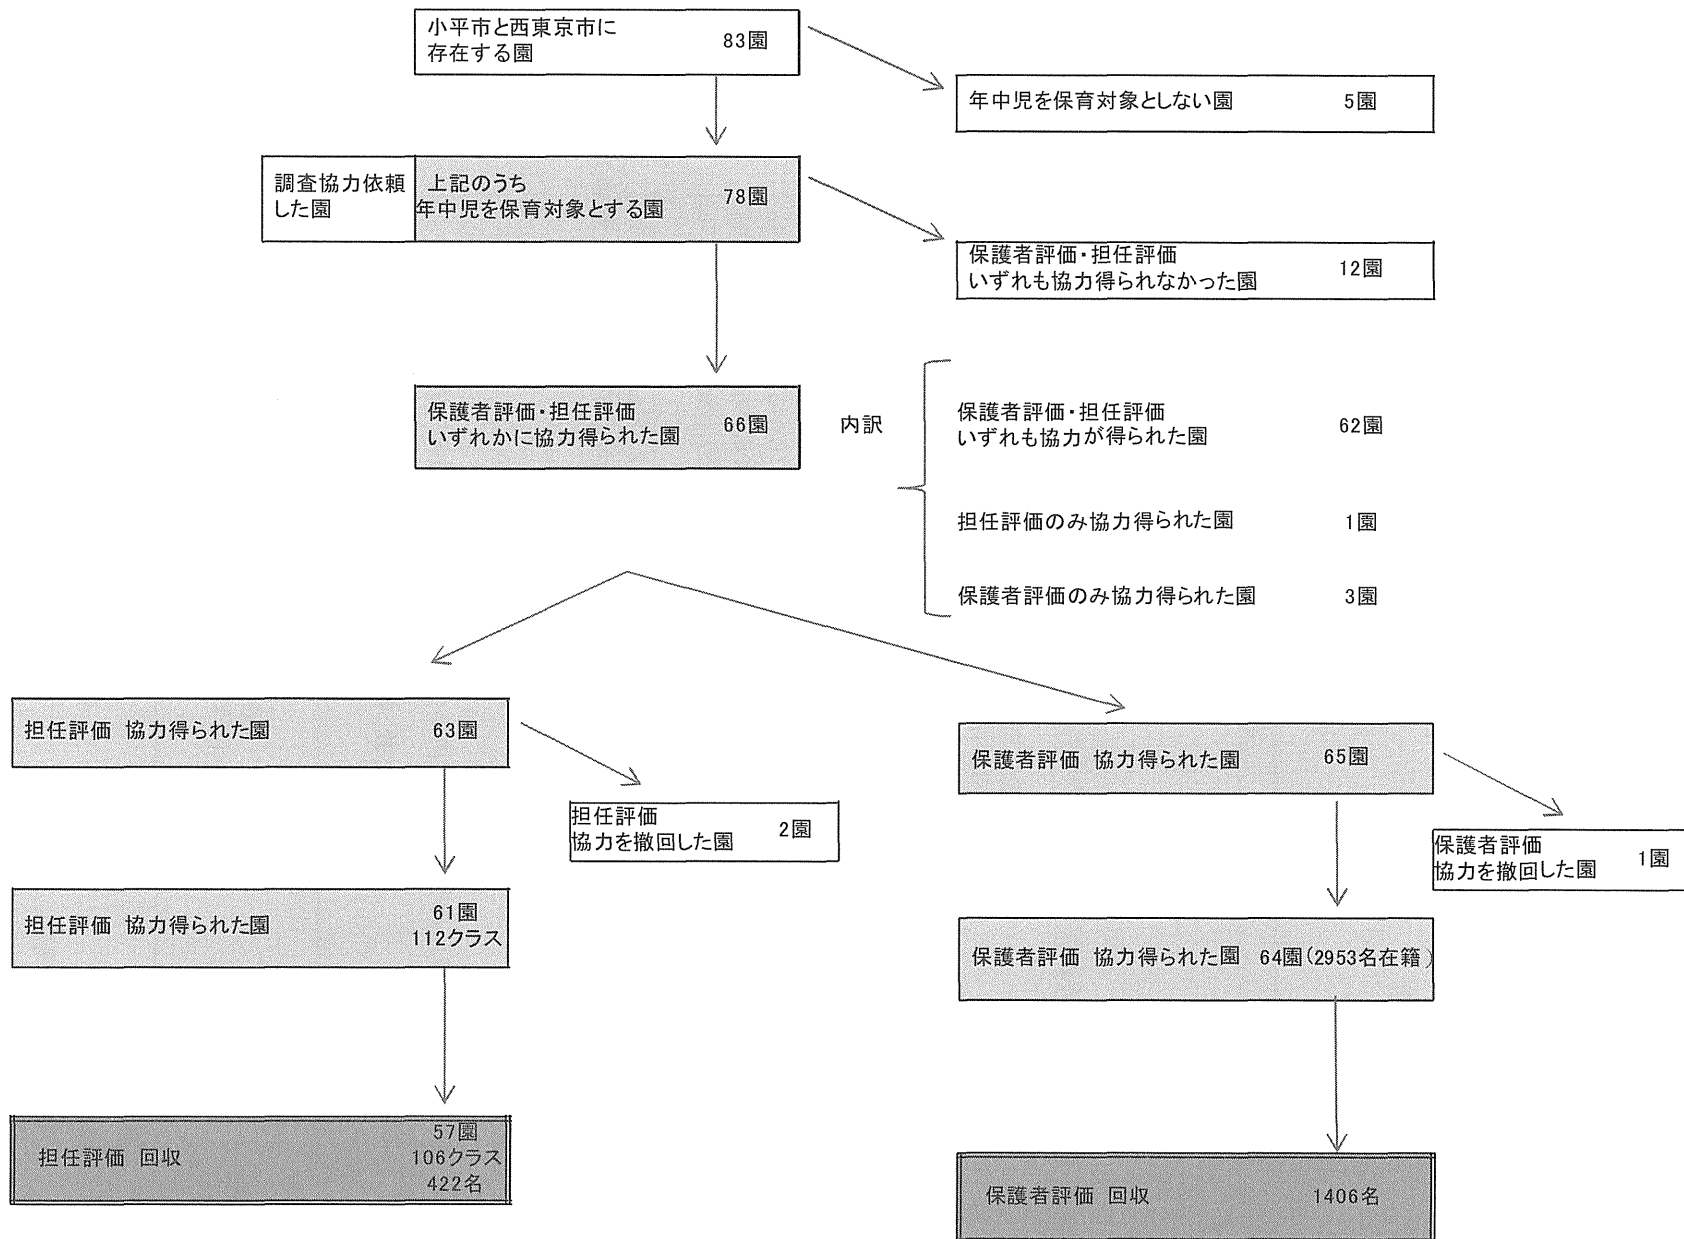 小平市と西東京市に
存在する園 83園
年中児を保育対象としない園 5園
調査協力依頼
した園
上記のうち
年中児を保育対象とする園 78園
保護者評価・担任評価
いずれも協力得られなかった園 12園
保護者評価・担任評価
いずれかに協力得られた園 66園
内訳
保護者評価・担任評価
いずれも協力が得られた園 62園
担任評価のみ協力得られた園 1園
保護者評価のみ協力得られた園 3園
担任評価 協力得られた園 63園
担任評価
協力を撤回した園 2園
担任評価 協力得られた園 61園
112クラス
担任評価 回収 57園
106クラス
422名
保護者評価 協力得られた園 65園
保護者評価
協力を撤回した園 1園
保護者評価 協力得られた園 64園(2953名在籍)
保護者評価 回収 1406名